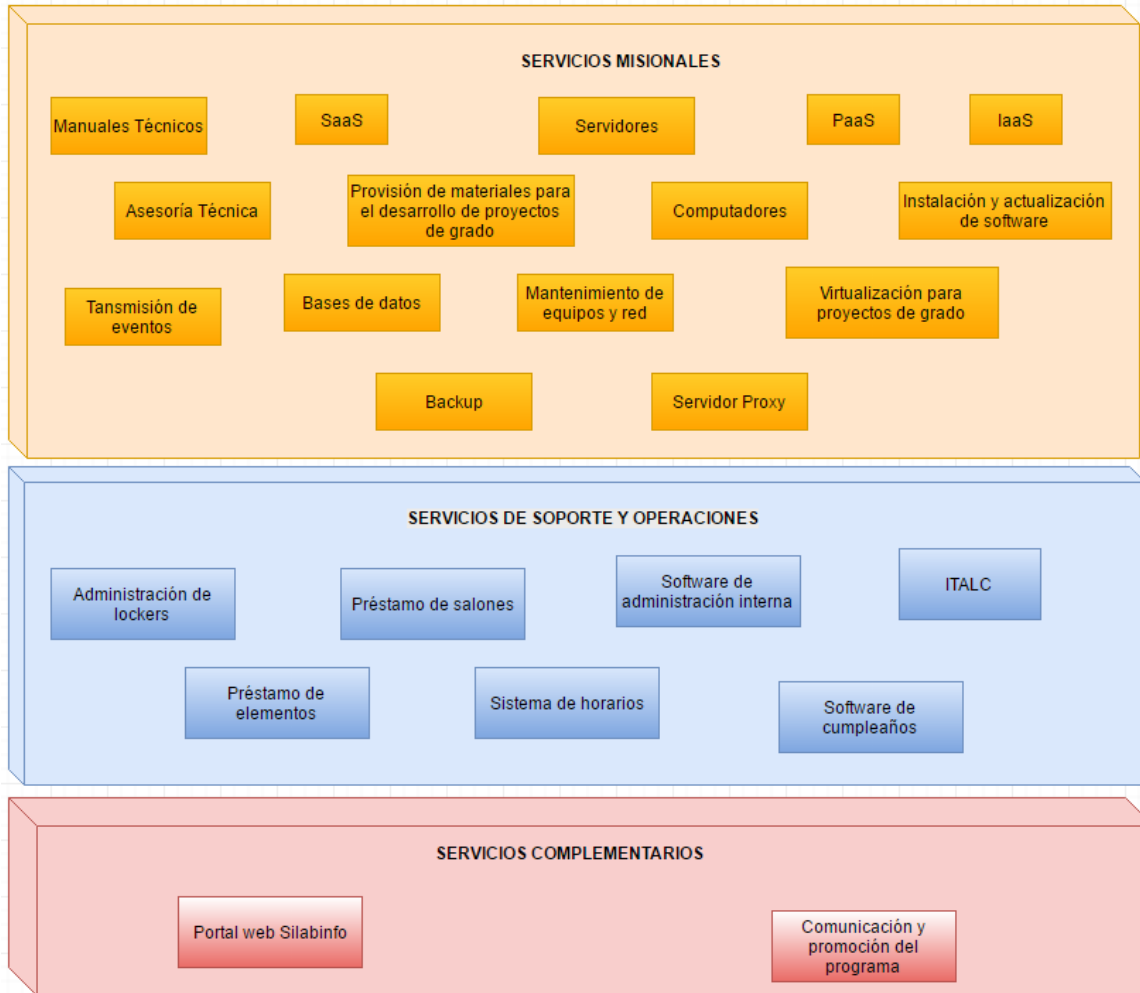 SERVICIOS MISIONALES
Manuales Técnicos
SaaS
Servidores
PaaS
IaaS
Asesoría Técnica
Provisión de materiales para
el desarrollo de proyectos
de grado
Computadores
Instalación y actualización
de software
Tansmisión de
eventos
Bases de datos
Mantenimiento de
equipos y red
Virtualización para
proyectos de grado
Backup
Servidor Proxy
SERVICIOS DE SOPORTE Y OPERACIONES
Administración de
lockers
Préstamo de salones
Software de
administración interna
ITALC
Préstamo de
elementos
Sistema de horarios
Software de
cumpleaños
SERVICIOS COMPLEMENTARIOS
Portal web Silabinfo
Comunicación y
promoción del
programa